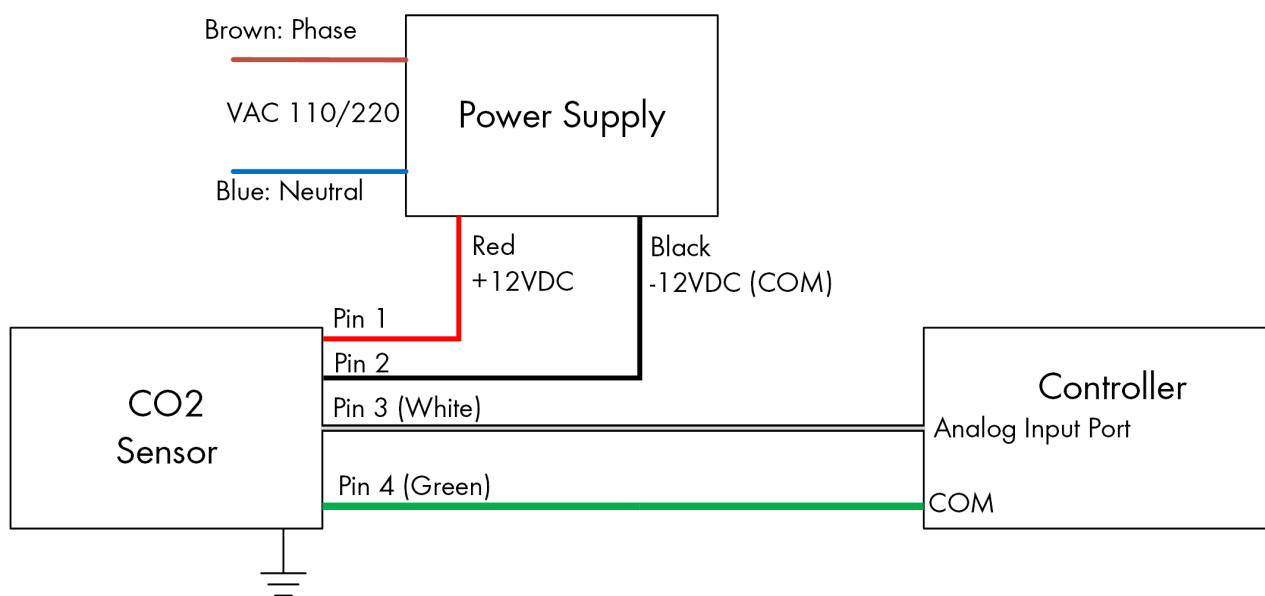 Brown: Phase
VAC 110/220
Blue: Neutral
Power Supply
Red
+12VDC
Black
-12VDC (COM)
Pin 1
Pin 2
Pin 3 (White)
Pin 4 (Green)
CO2
Sensor
Controller
Analog Input Port
COM